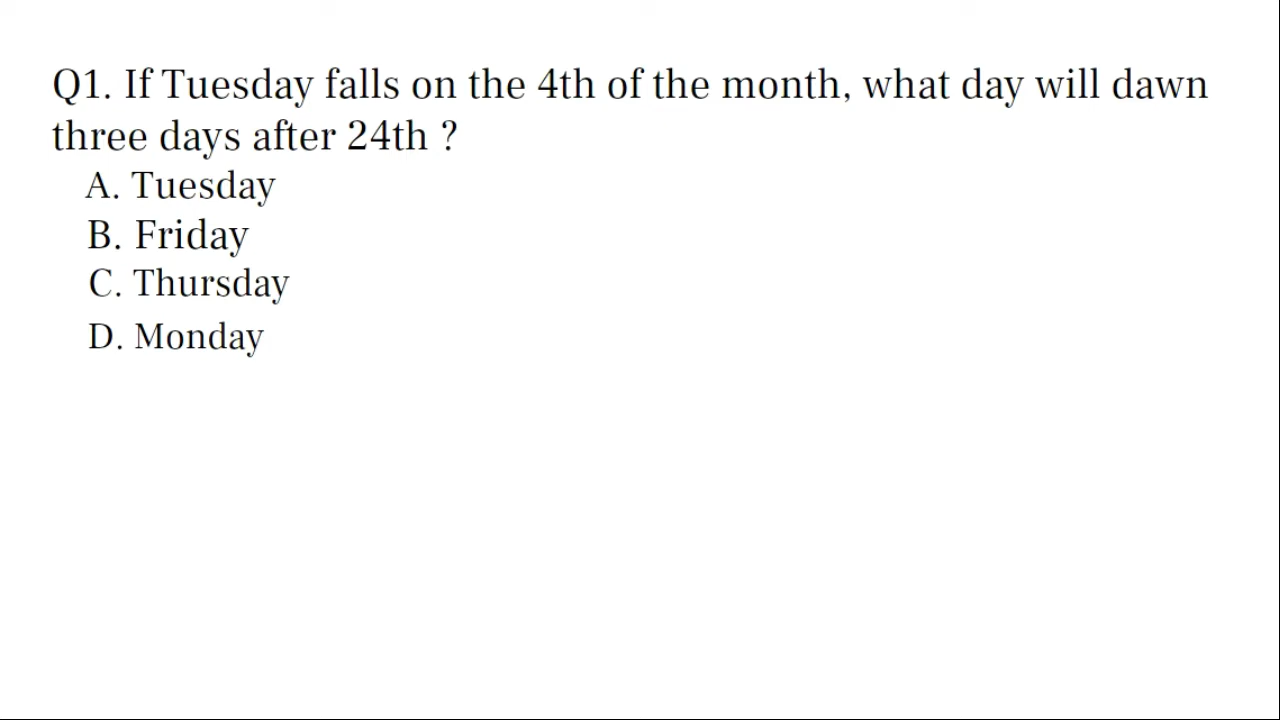 Q1. If Tuesday falls on the 4th of the month, what day will dawn
three days after 24th ?
A. Tuesday
B. Friday
C. Thursday
D. Monday